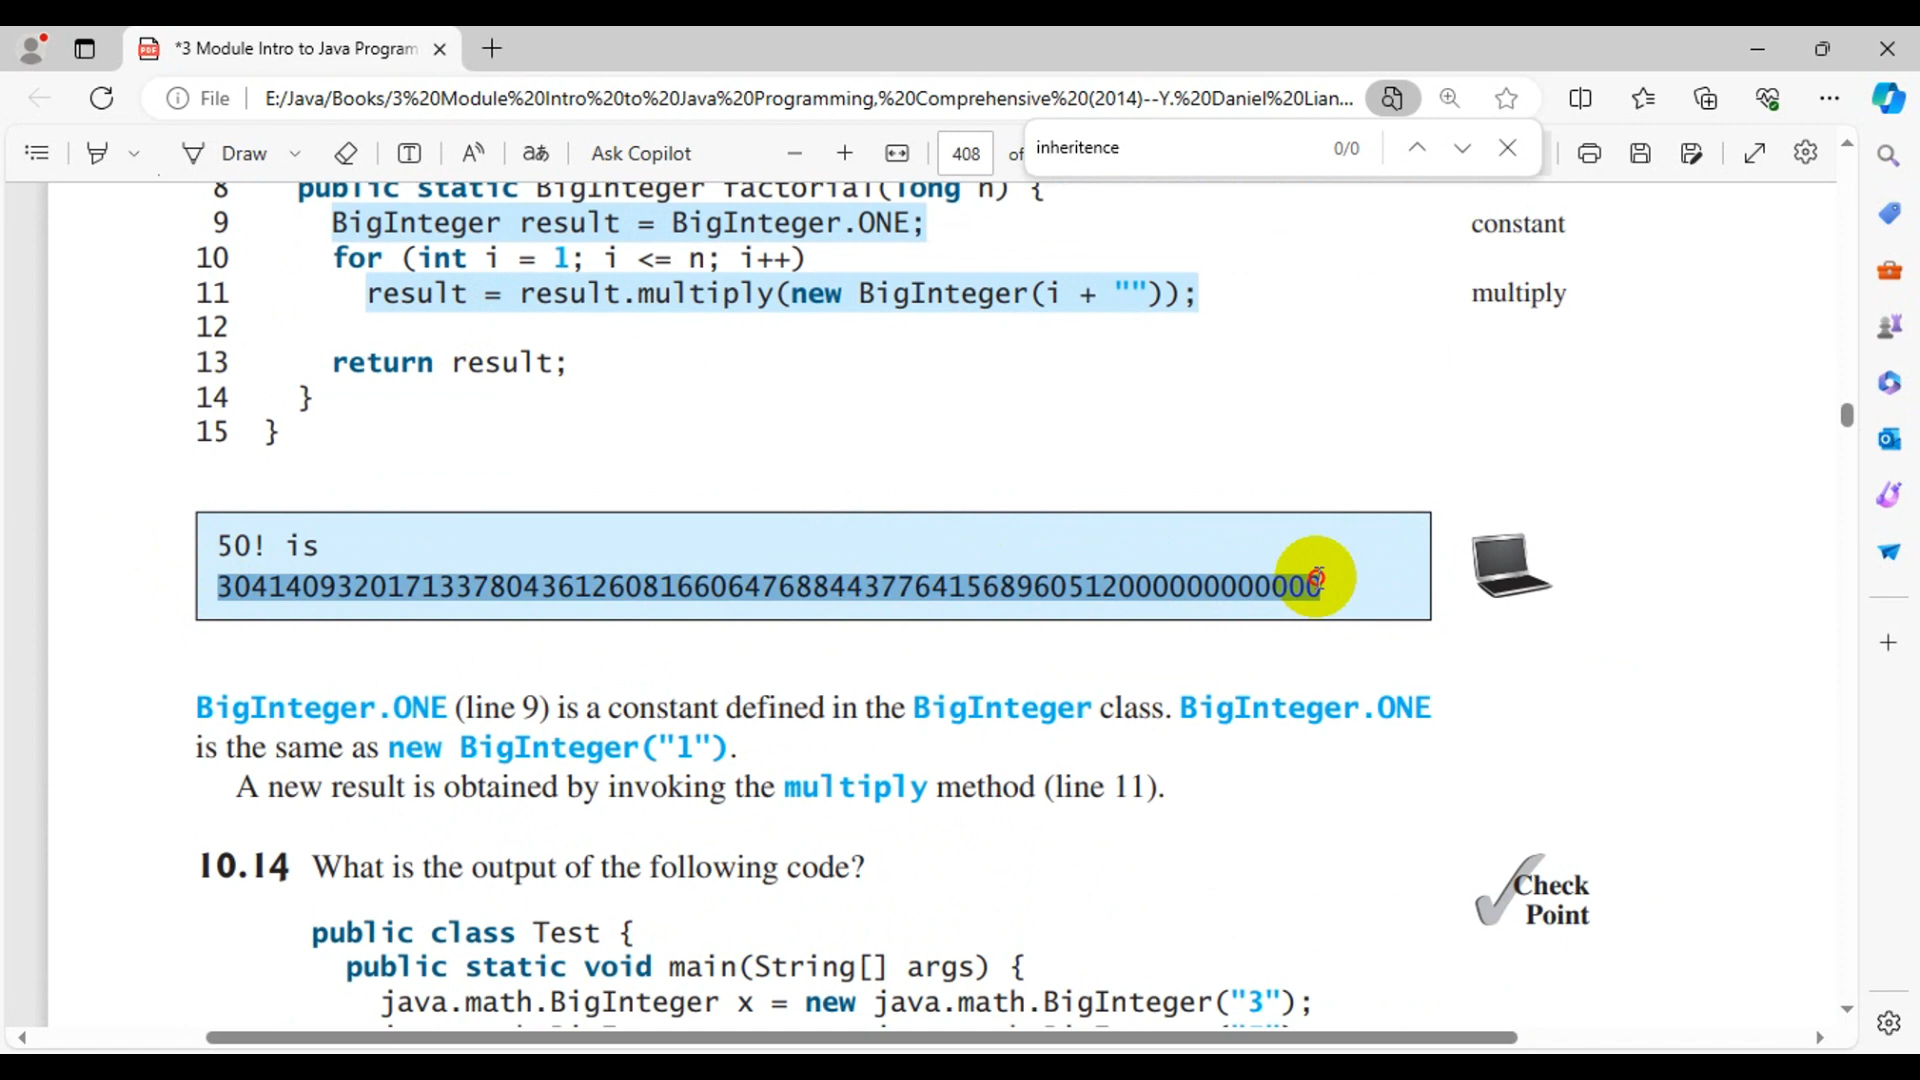 *3 Module Intro to Java Program
File
E:/Java/Books/3%20Module%20Intro%20to%20Java%20Programming,%20Comprehensive%20(2014)--Y.%20Daniel%20Lian...
Draw
Ask Copilot
408
of
inheritence
0/0
8 public static BigInteger factorial(long n) {
9 BigInteger result = BigInteger.ONE;
constant
10 for (int i = 1; i <= n; i++)
11 result = result.multiply(new BigInteger(i + ""));
multiply
12
13 return result;
14 }
15 }
50! is
30414093201713378043612608166064768844377641568960512000000000000
BigInteger.ONE (line 9) is a constant defined in the BigInteger class. BigInteger.ONE
is the same as new BigInteger("1").
A new result is obtained by invoking the multiply method (line 11).
10.14 What is the output of the following code?
Check
Point
public class Test {
public static void main(String[] args) {
java.math.BigInteger x = new java.math.BigInteger("3");